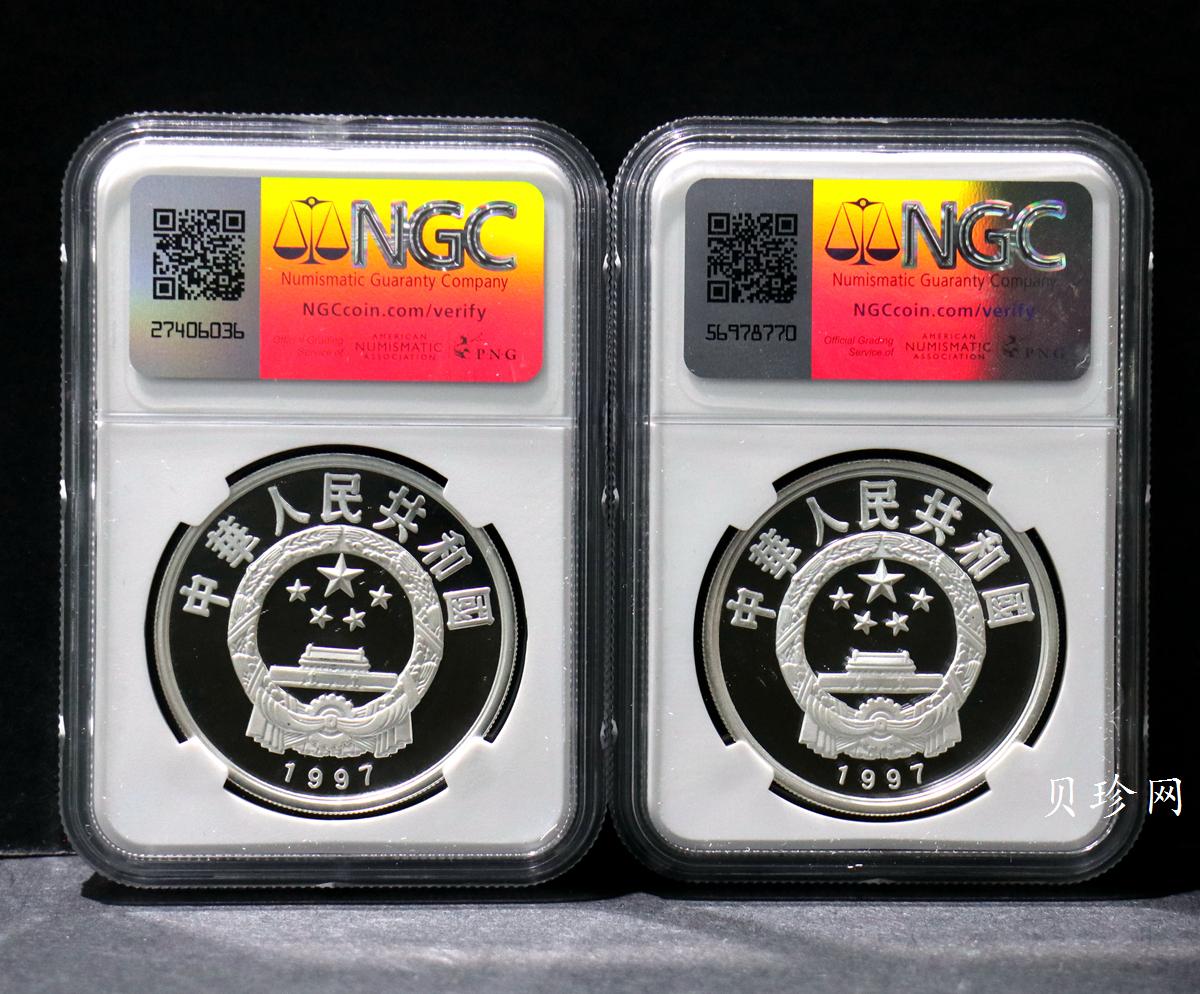 NGC
Numismatic Guaranty Company
NGCcoin.com/verify
27406036
Official Grading
Service of
AMERICAN
NUMISMATIC
ASSOCIATION
PNG
中華人民共和國
1997
NGC
Numismatic Guaranty Company
NGCcoin.com/verify
56978770
Official Grading
Service of
AMERICAN
NUMISMATIC
ASSOCIATION
PNG
中華人民共和國
1997
贝珍网